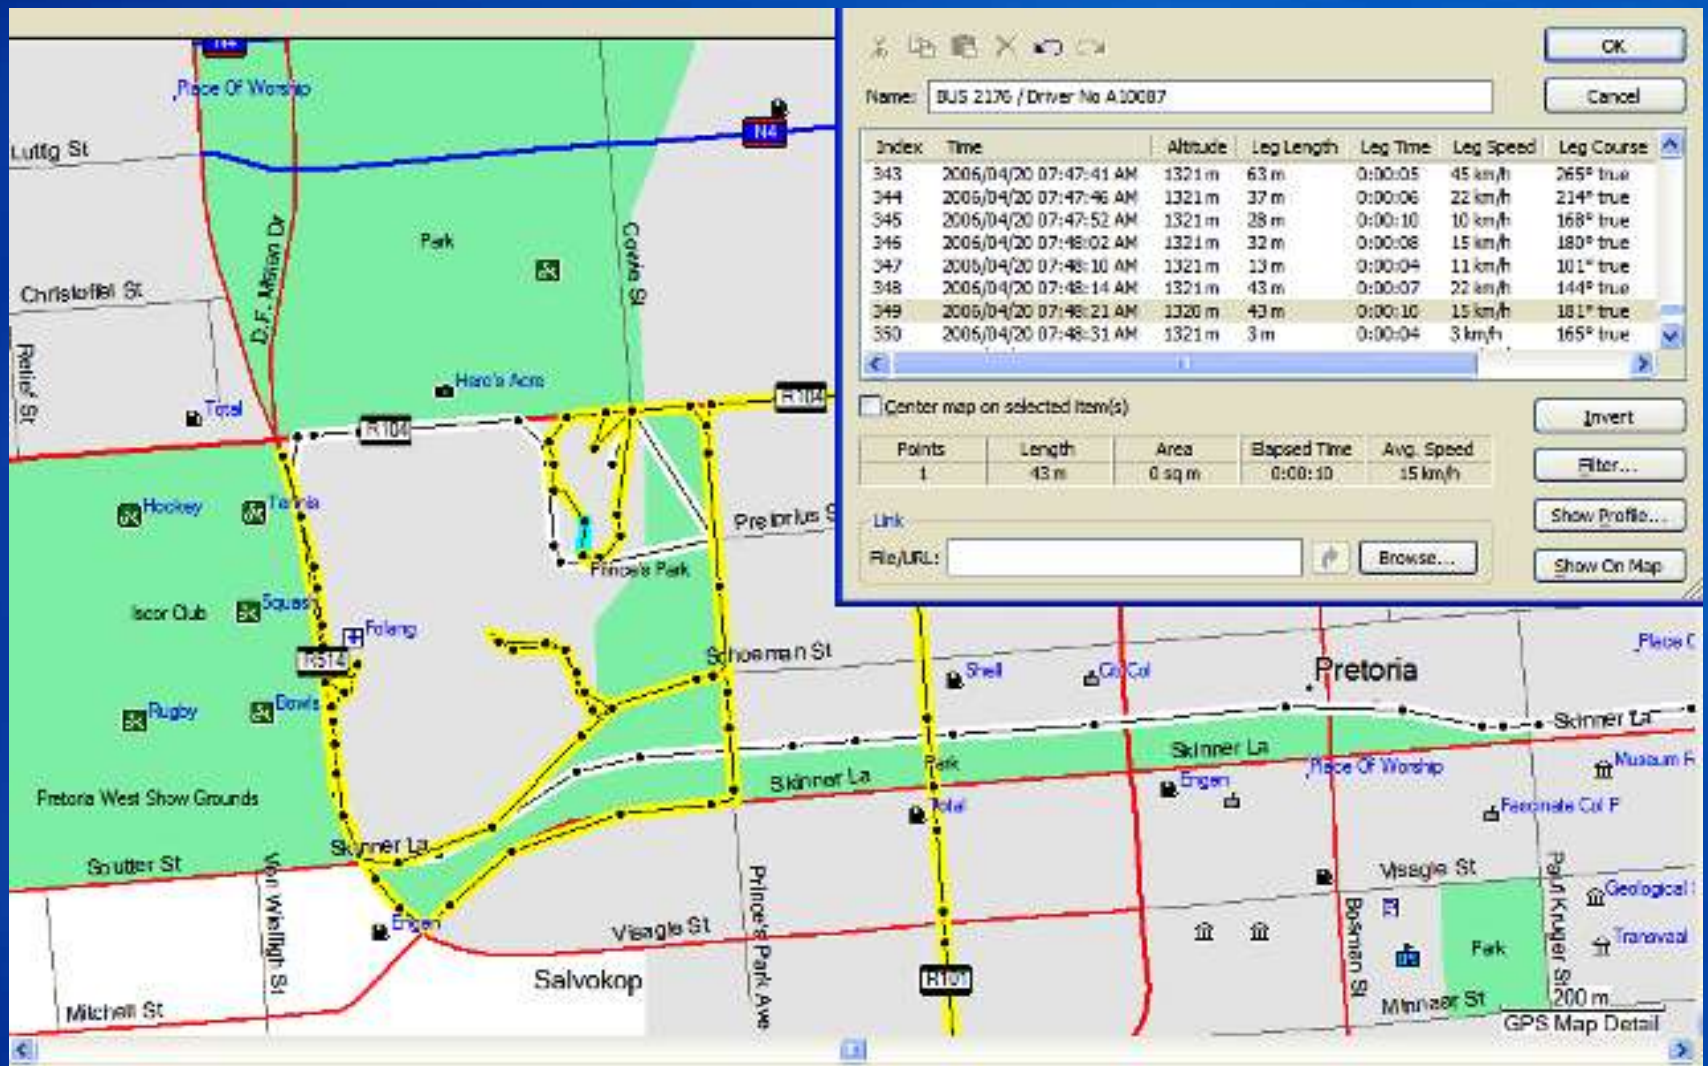 OK
Name: BUS 2176 / Driver No A10087
Cancel
Index Time Altitude Leg Length Leg Time Leg Speed Leg Course
343 2006/04/20 07:47:41 AM 1321 m 63 m 0:00:05 45 km/h 265° true
344 2006/04/20 07:47:46 AM 1321 m 37 m 0:00:06 22 km/h 214° true
345 2006/04/20 07:47:52 AM 1321 m 28 m 0:00:10 10 km/h 168° true
346 2006/04/20 07:48:02 AM 1321 m 32 m 0:00:08 15 km/h 180° true
347 2006/04/20 07:48:10 AM 1321 m 13 m 0:00:04 11 km/h 101° true
348 2006/04/20 07:48:14 AM 1321 m 43 m 0:00:07 22 km/h 144° true
349 2006/04/20 07:48:21 AM 1320 m 43 m 0:00:10 15 km/h 181° true
350 2006/04/20 07:48:31 AM 1321 m 3 m 0:00:04 3 km/h 165° true
Center map on selected item(s)
Invert
Points Length Area Elapsed Time Avg. Speed
1 43 m 0 sq m 0:00:10 15 km/h
Filter...
Show Profile...
Link
File/URL: Browse...
Show On Map
N4
Place Of Worship
N4
Luttig St
Park
D.F. Malan Dr
Cowie St
Christoffel St
Retief St
Hero's Acre
Total
R104
R104
Hockey
Tennis
Pretorius S
Prince's Park
Iscor Club
Squash
Folang
R514
Schoeman St
Shell
Pretoria
Place O
Rugby
Bowls
Skinner La
Park
Skinner La
Skinner La
Place Of Worship
Museum
Engen
Pretoria West Show Grounds
Total
Skinner La
Soutter St
Von Wielligh St
Prince's Park Ave
Visagie St
Paul Kruger St
Geological
Bosman St
Engen
Visagie St
Park
Transvaal
Salvokop
R101
Mitchell St
Minnaar St
200 m
GPS Map Detail